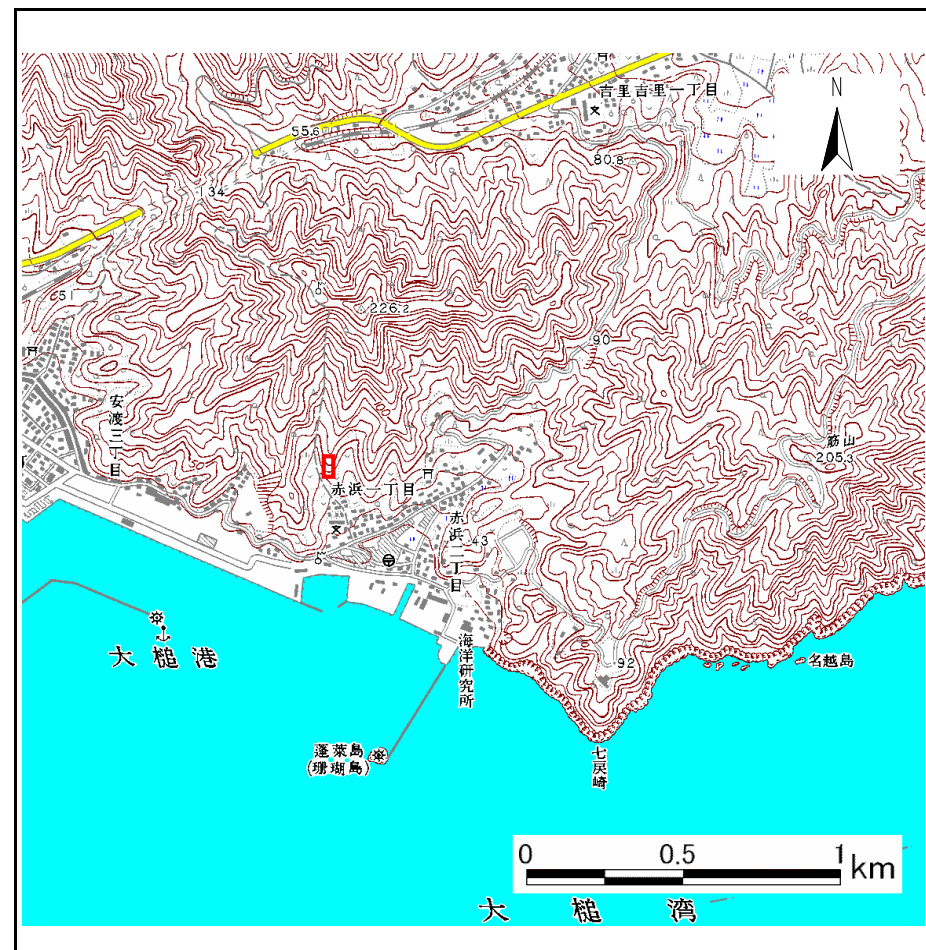 吉里吉里一丁目
N
55.6
80.8
134
51
226.2
90
安渡三丁目
筋山
205.3
赤浜一丁目
赤浜二丁目
43
大槌港
海洋研究所
92
名越島
蓬莱島
(珊瑚島)
七戻崎
0 0.5 1 km
大槌湾